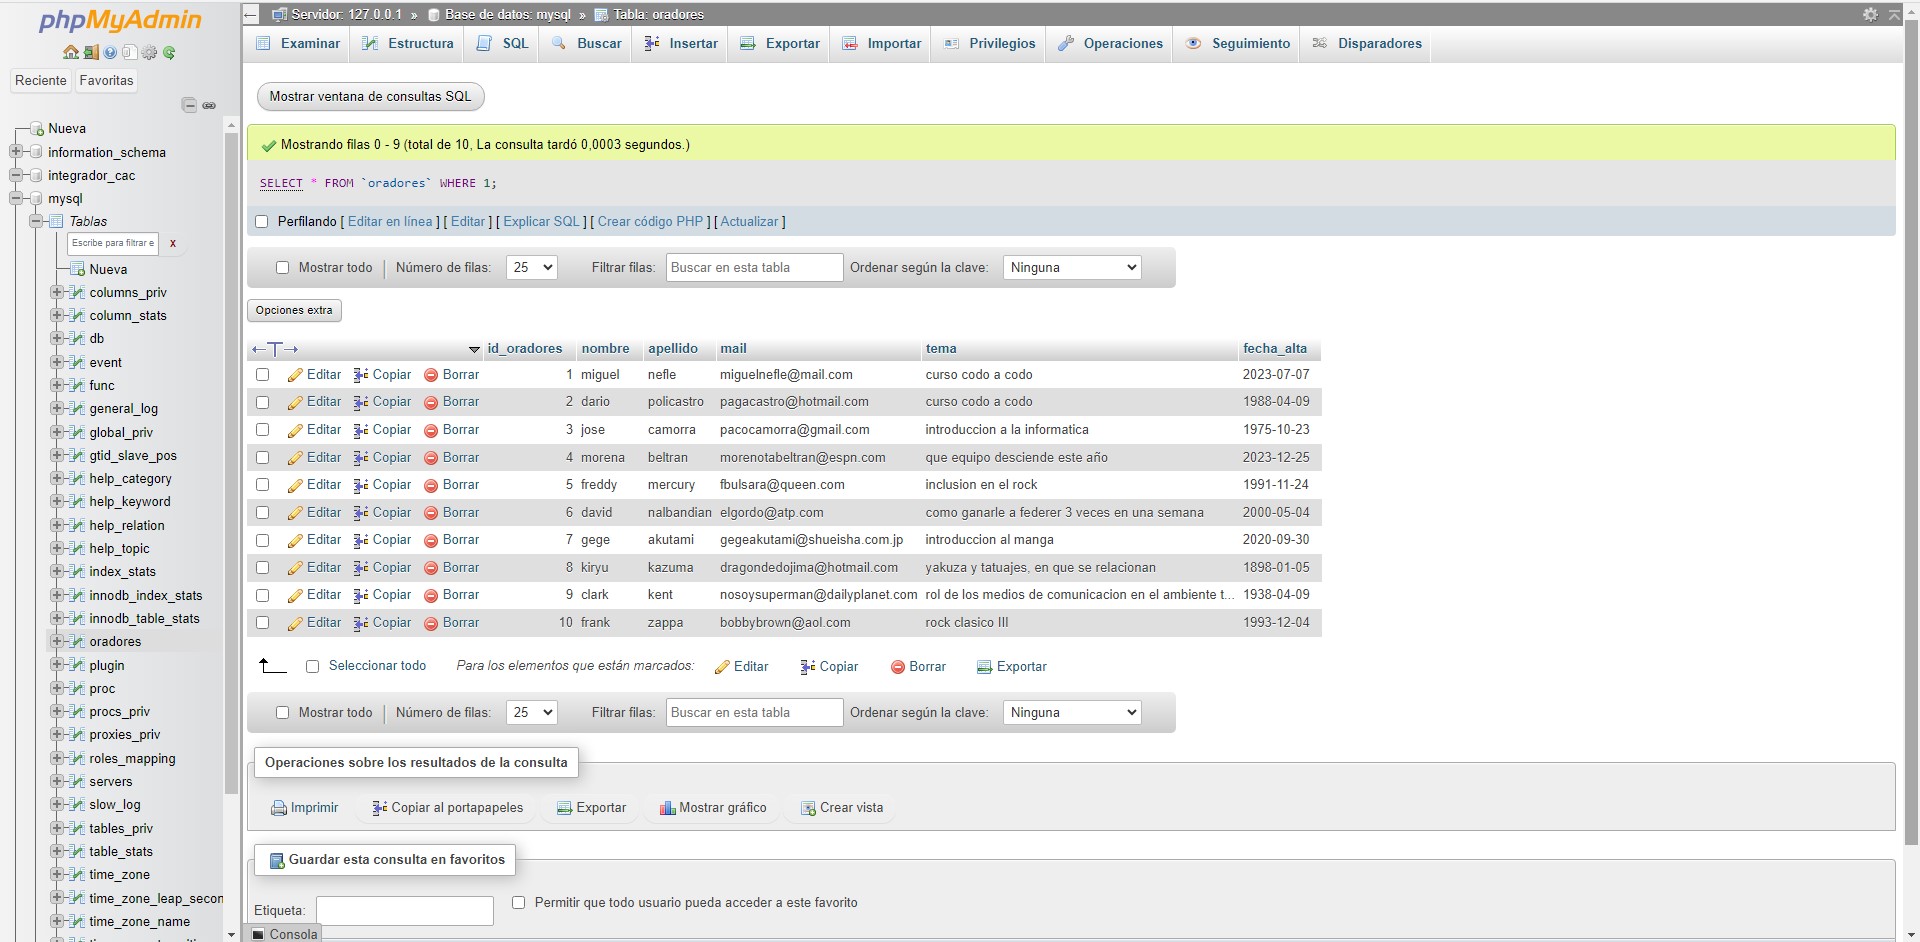 phpMyAdmin
Reciente Favoritas
Nueva
information_schema
integrador_cac
mysql
Tablas
Escribe para filtrar e x
Nueva
columns_priv
column_stats
db
event
func
general_log
global_priv
gtid_slave_pos
help_category
help_keyword
help_relation
help_topic
index_stats
innodb_index_stats
innodb_table_stats
oradores
plugin
proc
procs_priv
proxies_priv
roles_mapping
servers
slow_log
tables_priv
table_stats
time_zone
time_zone_leap_secon
time_zone_name
Servidor: 127.0.0.1 » Base de datos: mysql » Tabla: oradores
Examinar Estructura SQL Buscar Insertar Exportar Importar Privilegios Operaciones Seguimiento Disparadores
Mostrar ventana de consultas SQL
Mostrando filas 0 - 9 (total de 10, La consulta tardó 0,0003 segundos.)
SELECT * FROM `oradores` WHERE 1;
Perfilando [ Editar en línea ] [ Editar ] [ Explicar SQL ] [ Crear código PHP ] [ Actualizar ]
Mostrar todo | Número de filas: 25 Filtrar filas: Buscar en esta tabla Ordenar según la clave: Ninguna
Opciones extra
←T→ id_oradores nombre apellido mail tema fecha_alta
Editar Copiar Borrar 1 miguel nefle miguelnefle@mail.com curso codo a codo 2023-07-07
Editar Copiar Borrar 2 dario policastro pagacastro@hotmail.com curso codo a codo 1988-04-09
Editar Copiar Borrar 3 jose camorra pacocamorra@gmail.com introduccion a la informatica 1975-10-23
Editar Copiar Borrar 4 morena beltran morenotabeltran@espn.com que equipo desciende este año 2023-12-25
Editar Copiar Borrar 5 freddy mercury fbulsara@queen.com inclusion en el rock 1991-11-24
Editar Copiar Borrar 6 david nalbandian elgordo@atp.com como ganarle a federer 3 veces en una semana 2000-05-04
Editar Copiar Borrar 7 gege akutami gegeakutami@shueisha.com.jp introduccion al manga 2020-09-30
Editar Copiar Borrar 8 kiryu kazuma dragondedojima@hotmail.com yakuza y tatuajes, en que se relacionan 1898-01-05
Editar Copiar Borrar 9 clark kent nosoysuperman@dailyplanet.com rol de los medios de comunicacion en el ambiente t... 1938-04-09
Editar Copiar Borrar 10 frank zappa bobbybrown@aol.com rock clasico III 1993-12-04
Seleccionar todo Para los elementos que están marcados: Editar Copiar Borrar Exportar
Mostrar todo | Número de filas: 25 Filtrar filas: Buscar en esta tabla Ordenar según la clave: Ninguna
Operaciones sobre los resultados de la consulta
Imprimir Copiar al portapapeles Exportar Mostrar gráfico Crear vista
Guardar esta consulta en favoritos
Etiqueta: Permitir que todo usuario pueda acceder a este favorito
Consola